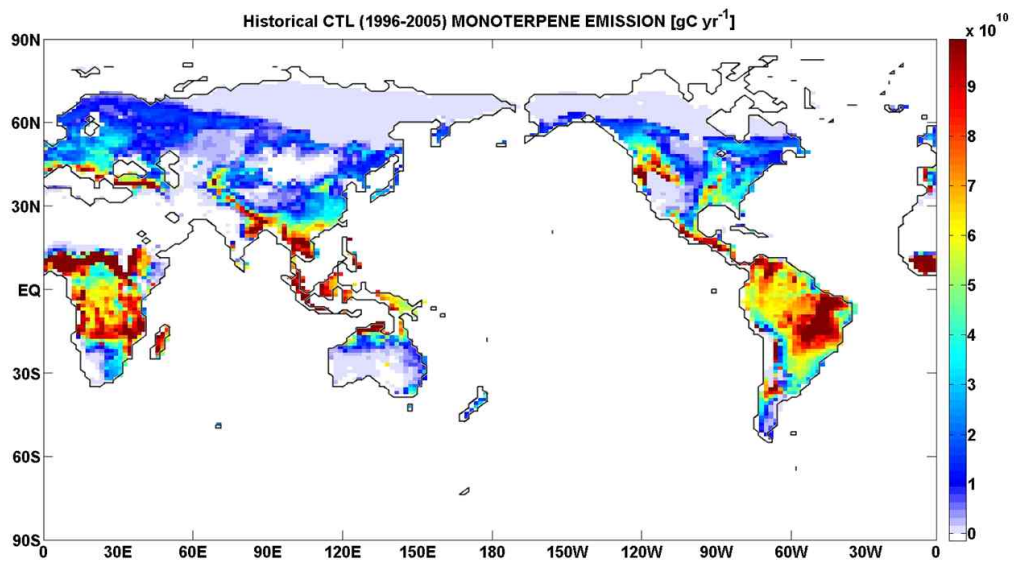 Historical CTL (1996-2005) MONOTERPENE EMISSION [gC yr⁻¹]
x 10¹⁰
90N
60N
30N
EQ
30S
60S
90S
0 30E 60E 90E 120E 150E 180 150W 120W 90W 60W 30W 0
9
8
7
6
5
4
3
2
1
0